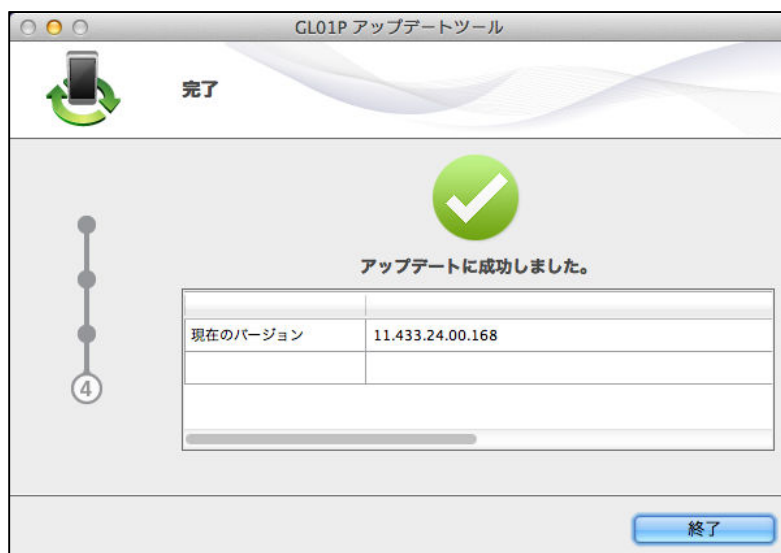 GL01P アップデートツール
完了
アップデートに成功しました。
現在のバージョン 11.433.24.00.168
4
終了